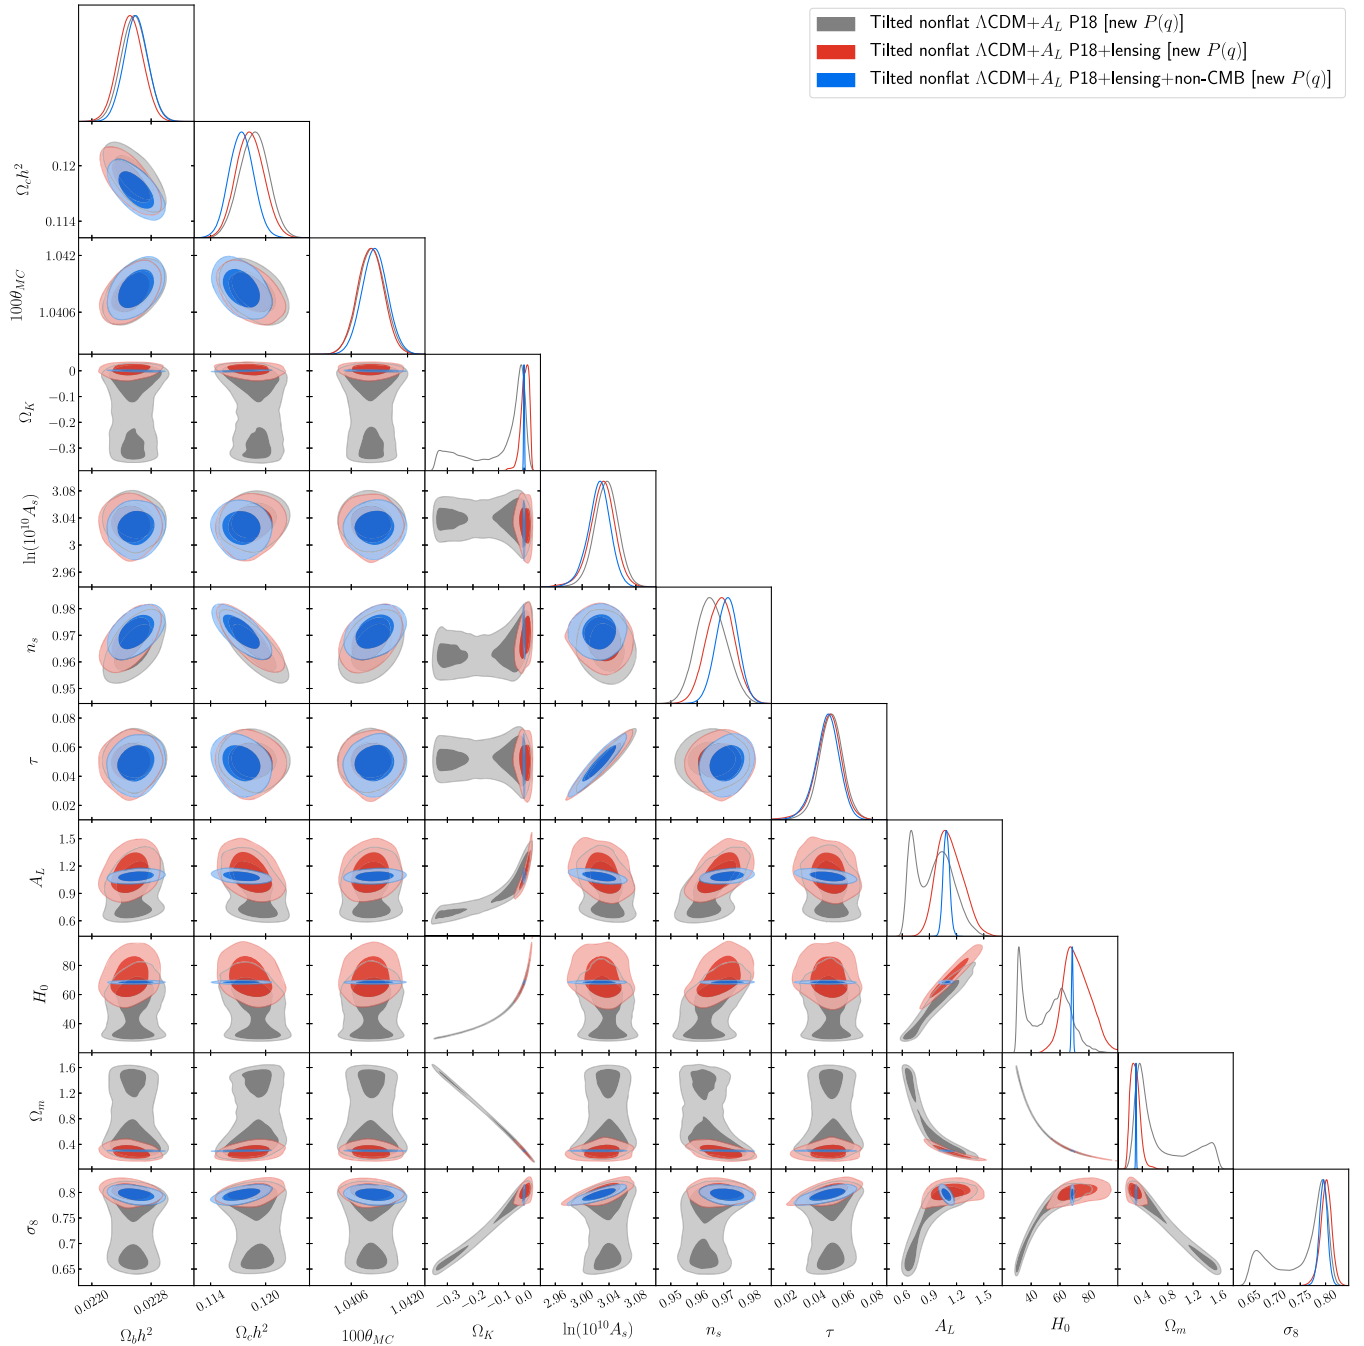 Tilted nonflat ΛCDM+A_L P18 [new P(q)]
Tilted nonflat ΛCDM+A_L P18+lensing [new P(q)]
Tilted nonflat ΛCDM+A_L P18+lensing+non-CMB [new P(q)]
Ω_c h²
0.12
0.114
100θ_MC
1.042
1.0406
Ω_K
0
−0.1
−0.2
−0.3
ln(10¹⁰A_s)
3.08
3.04
3
2.96
n_s
0.98
0.97
0.96
0.95
τ
0.08
0.06
0.04
0.02
A_L
1.5
1.2
0.9
0.6
H_0
80
60
40
Ω_m
1.6
1.2
0.8
0.4
σ_8
0.8
0.75
0.7
0.65
0.0220 0.0228 0.114 0.120 1.0406 1.0420 −0.3 −0.2 −0.1 0.0 2.96 3.00 3.04 3.08 0.95 0.96 0.97 0.98 0.02 0.04 0.06 0.08 0.6 0.9 1.2 1.5 40 60 80 0.4 0.8 1.2 1.6 0.65 0.70 0.75 0.80
Ω_b h² Ω_c h² 100θ_MC Ω_K ln(10¹⁰A_s) n_s τ A_L H_0 Ω_m σ_8